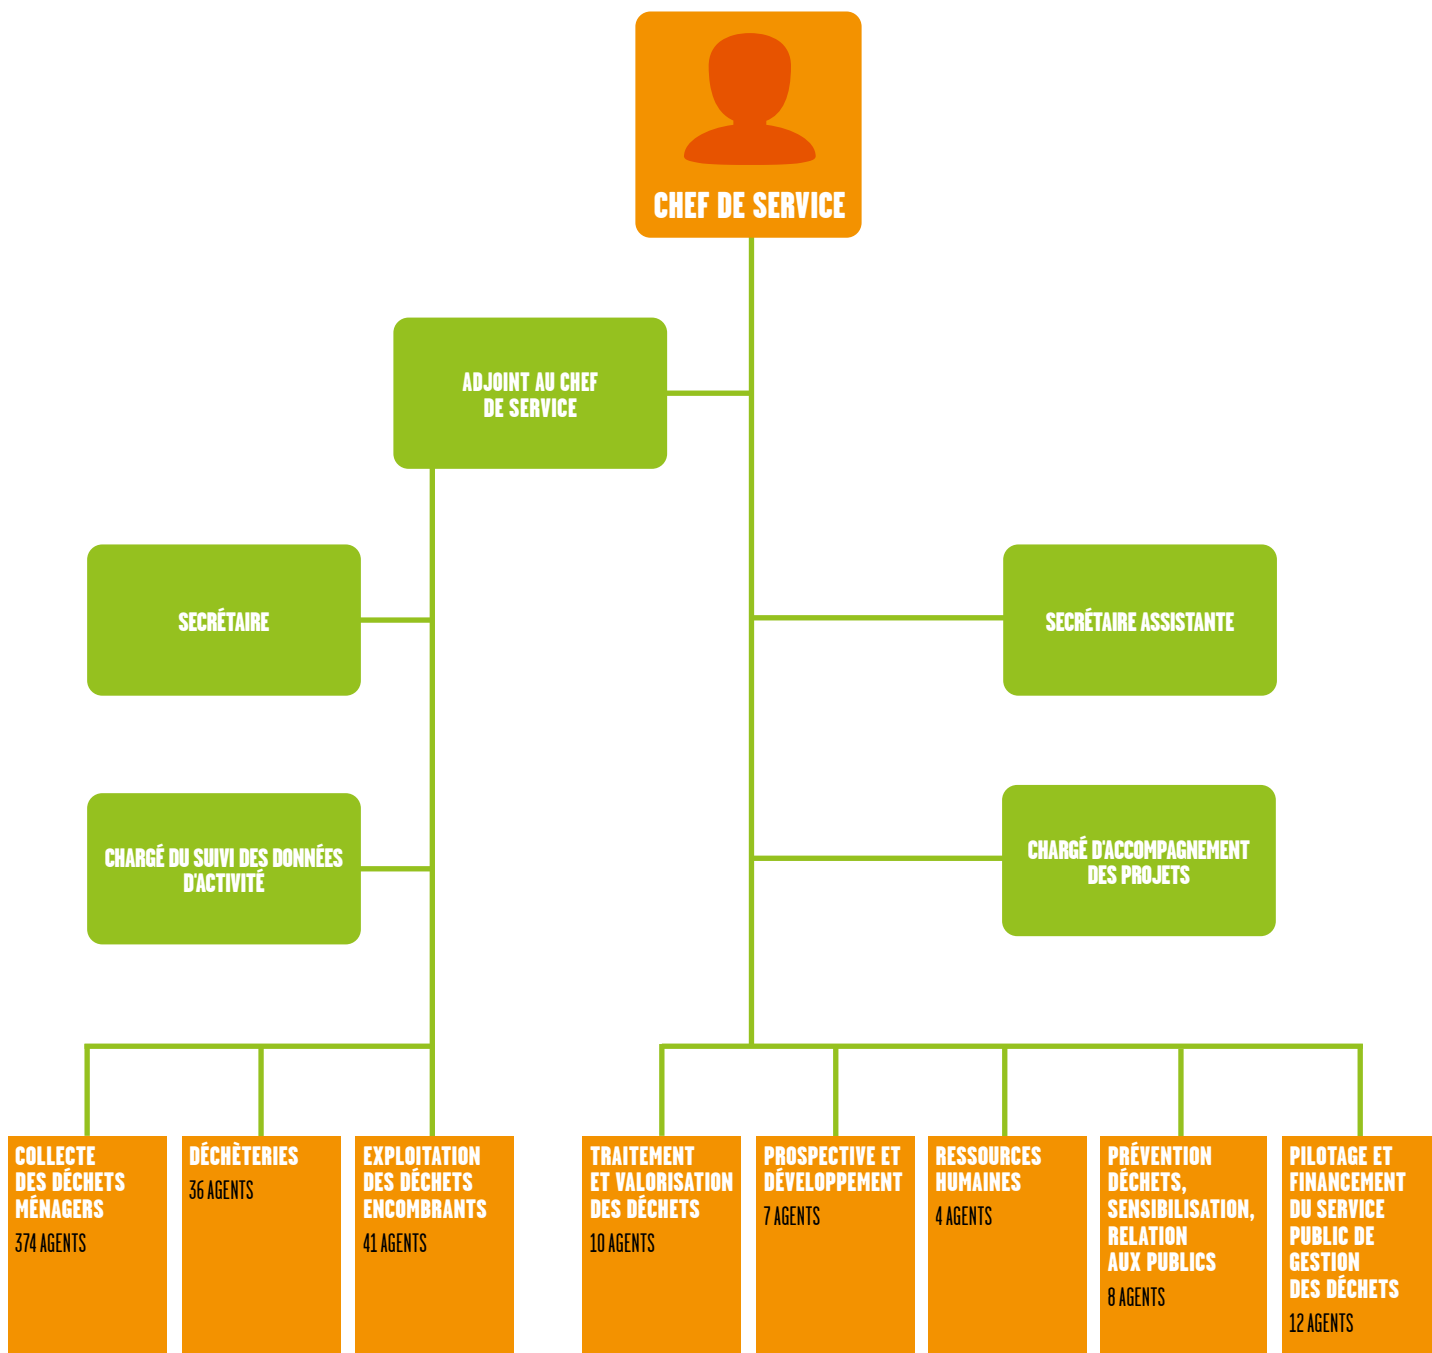 CHEF DE SERVICE
ADJOINT AU CHEF
DE SERVICE
SECRÉTAIRE
SECRÉTAIRE ASSISTANTE
CHARGÉ DU SUIVI DES DONNÉES
D'ACTIVITÉ
CHARGÉ D'ACCOMPAGNEMENT
DES PROJETS
COLLECTE
DES DÉCHETS
MÉNAGERS
374 AGENTS
DÉCHÈTERIES
36 AGENTS
EXPLOITATION
DES DÉCHETS
ENCOMBRANTS
41 AGENTS
TRAITEMENT
ET VALORISATION
DES DÉCHETS
10 AGENTS
PROSPECTIVE ET
DÉVELOPPEMENT
7 AGENTS
RESSOURCES
HUMAINES
4 AGENTS
PRÉVENTION
DÉCHETS,
SENSIBILISATION,
RELATION
AUX PUBLICS
8 AGENTS
PILOTAGE ET
FINANCEMENT
DU SERVICE
PUBLIC DE
GESTION
DES DÉCHETS
12 AGENTS